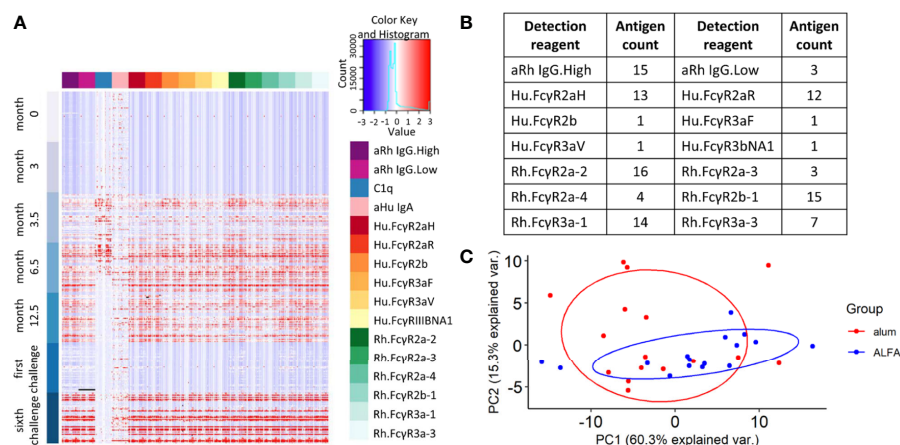 A
Color Key
and Histogram
Count
0 10000 20000 30000
-3 -2 -1 0 1 2 3
Value
month
0
month
3
month
3.5
month
6.5
month
12.5
first
challenge
sixth
challenge
aRh IgG.High
aRh IgG.Low
C1q
aHu IgA
Hu.FcγR2aH
Hu.FcγR2aR
Hu.FcγR2b
Hu.FcγR3aF
Hu.FcγR3aV
Hu.FcγRIIIBNA1
Rh.FcγR2a-2
Rh.FcγR2a-3
Rh.FcγR2a-4
Rh.FcγR2b-1
Rh.FcγR3a-1
Rh.FcγR3a-3
B
Detection reagent Antigen count Detection reagent Antigen count
aRh IgG.High 15 aRh IgG.Low 3
Hu.FcγR2aH 13 Hu.FcγR2aR 12
Hu.FcγR2b 1 Hu.FcγR3aF 1
Hu.FcγR3aV 1 Hu.FcγR3bNA1 1
Rh.FcγR2a-2 16 Rh.FcγR2a-3 3
Rh.FcγR2a-4 4 Rh.FcγR2b-1 15
Rh.FcγR3a-1 14 Rh.FcγR3a-3 7
C
PC2 (15.3% explained var.)
10
5
0
-5
-10 0 10
PC1 (60.3% explained var.)
Group
alum
ALFA